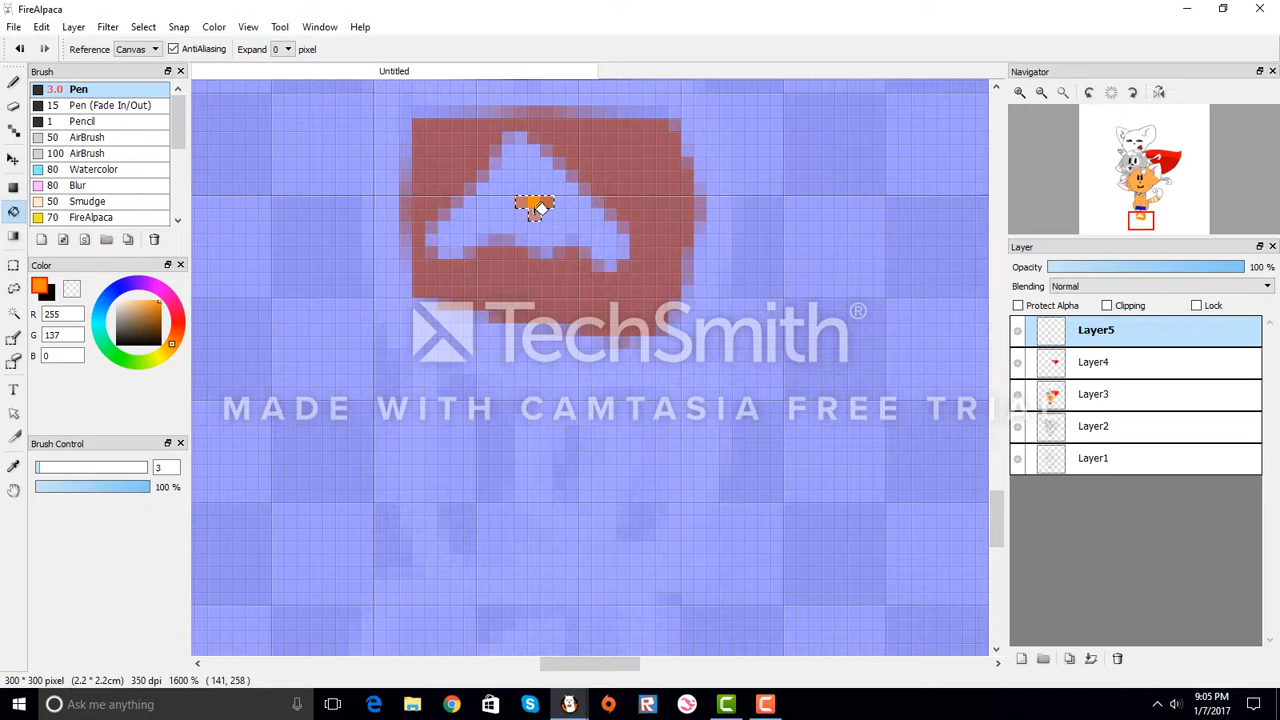 FireAlpaca
File Edit Layer Filter Select Snap Color View Tool Window Help
Reference Canvas AntiAliasing Expand 0 pixel
Brush Untitled Navigator
3.0 Pen
15 Pen (Fade In/Out)
1 Pencil
50 AirBrush
100 AirBrush
80 Watercolor
80 Blur
50 Smudge
70 FireAlpaca
Layer
Color
Opacity 100 %
Blending Normal
Protect Alpha Clipping Lock
R 255
G 137
B 0
Layer5
Layer4
Layer3
Layer2
Layer1
TechSmith®
MADE WITH CAMTASIA FREE TRIAL
Brush Control
3
100 %
300 * 300 pixel (2.2 * 2.2cm) 350 dpi 1600 % ( 141, 258 )
Ask me anything
9:05 PM
1/7/2017